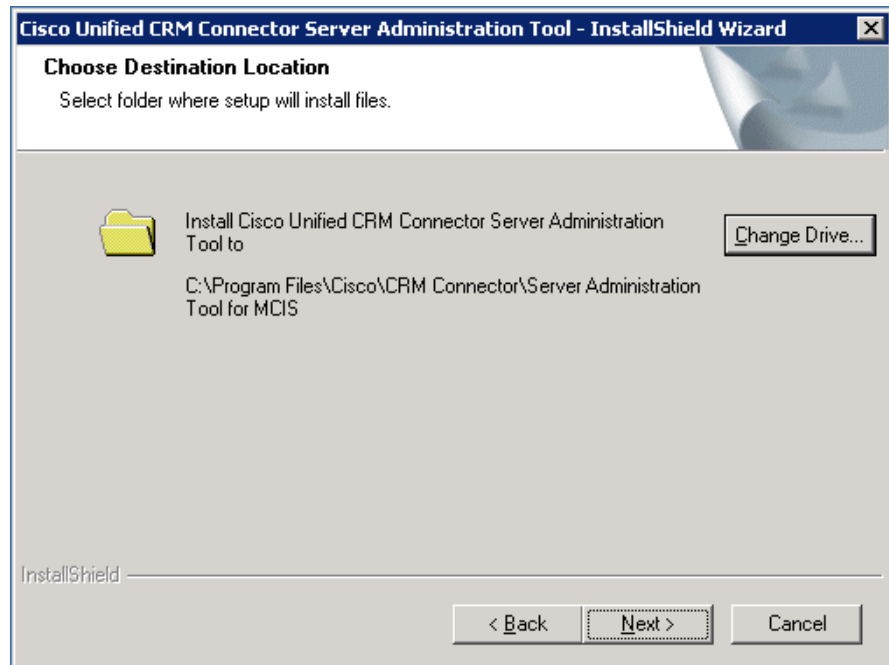 Cisco Unified CRM Connector Server Administration Tool - InstallShield Wizard
Choose Destination Location
Select folder where setup will install files.
Install Cisco Unified CRM Connector Server Administration
Tool to
Change Drive...
C:\Program Files\Cisco\CRM Connector\Server Administration
Tool for MCIS
InstallShield
< Back
Next >
Cancel